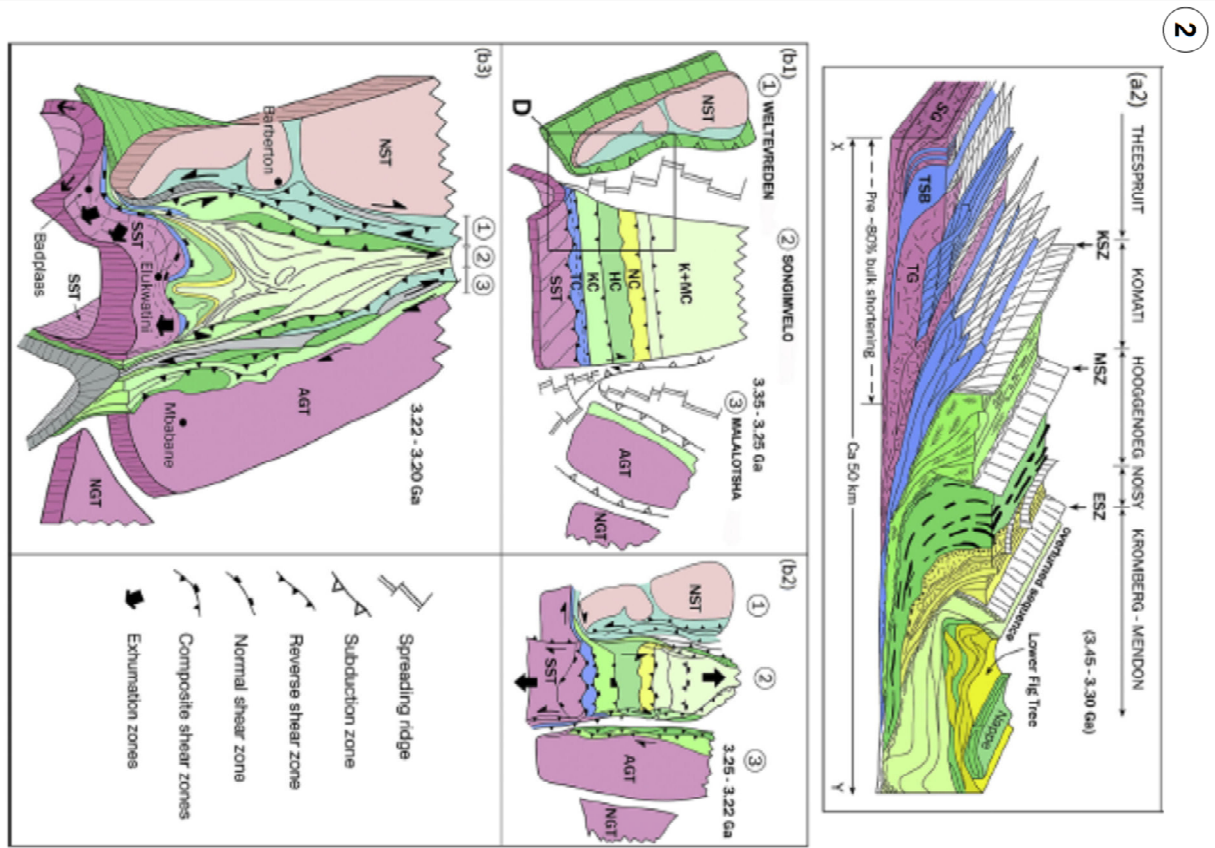 2
(a2)
THEESPRUIT
KSZ
KOMATI
MSZ
HOOGGENOEG
NOISY
ESZ
KROMBERG - MENDON
(3.45 - 3.30 Ga)
overturned sequence
Lower Fig Tree
Nappe
SG
TSB
TG
X
Pre ~80% bulk shortening
Ca 50 km
Y
(b1)
1 WELTEVREDEN
2 SONGIMVELO
3.35 - 3.25 Ga
3 MALALOTSHA
NST
D
K+MC
NC
HC
KC
TC
SST
AGT
NGT
(b2)
1
2
3
3.25 - 3.22 Ga
NST
SST
AGT
NGT
(b3)
1 2 3
NST
Barberton
3.22 - 3.20 Ga
AGT
Mbabane
NGT
SST
Elukwatini
SST
Badplaas
Spreading ridge
Subduction zone
Reverse shear zone
Normal shear zone
Composite shear zones
Exhumation zones